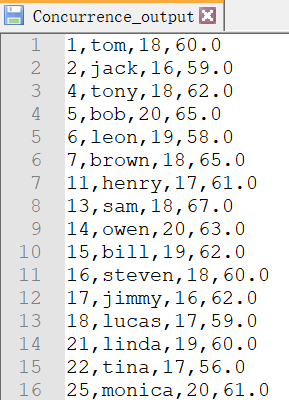 Concurrence_output
1 1,tom,18,60.0
2 2,jack,16,59.0
3 4,tony,18,62.0
4 5,bob,20,65.0
5 6,leon,19,58.0
6 7,brown,18,65.0
7 11,henry,17,61.0
8 13,sam,18,67.0
9 14,owen,20,63.0
10 15,bill,19,62.0
11 16,steven,18,60.0
12 17,jimmy,16,62.0
13 18,lucas,17,59.0
14 21,linda,19,60.0
15 22,tina,17,56.0
16 25,monica,20,61.0